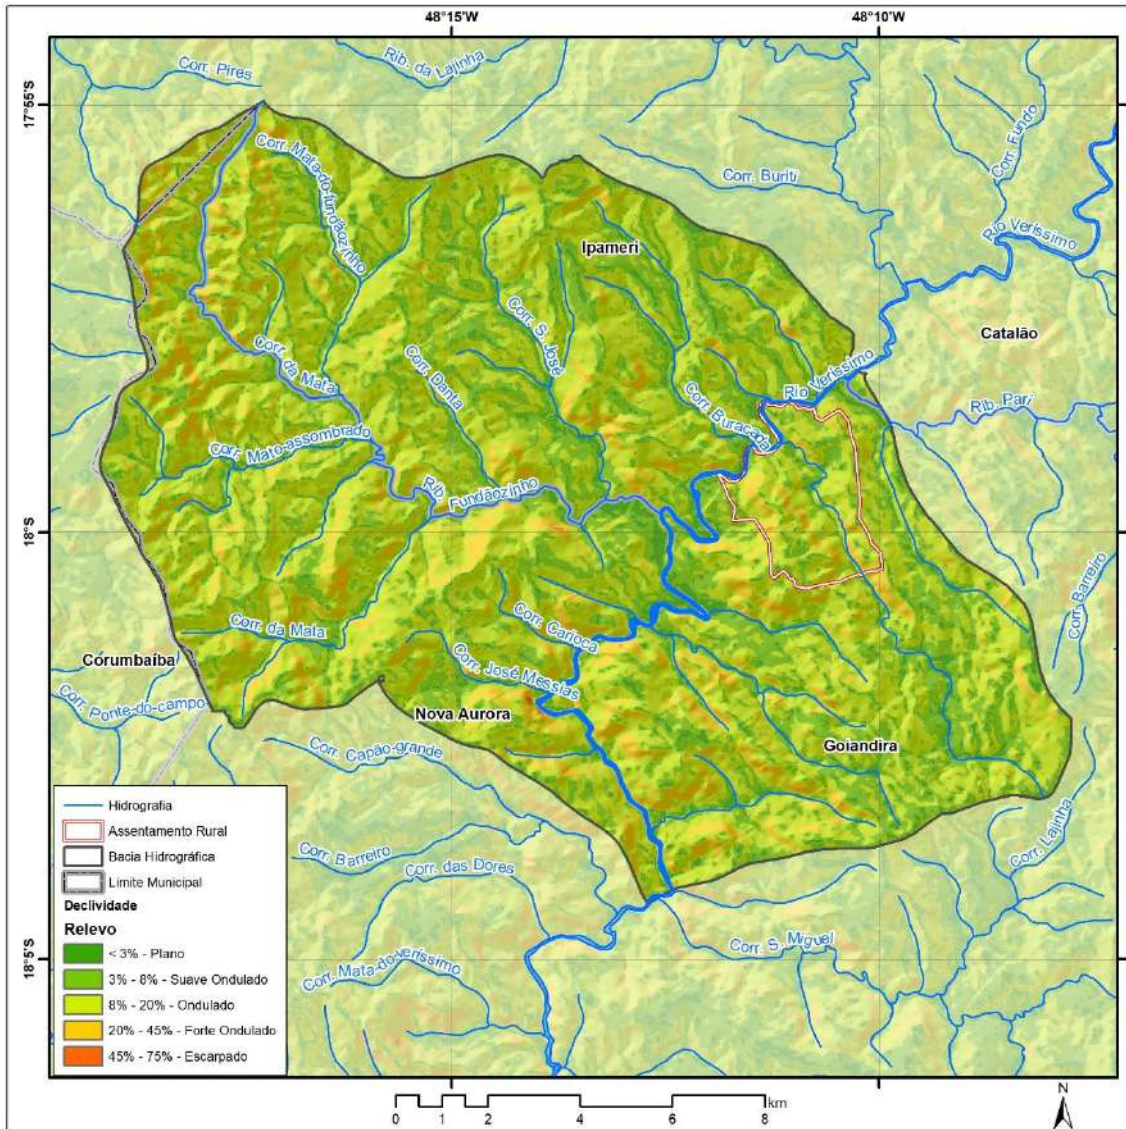 48°15'W
48°10'W
17°55'S
Corr. Pires
Rib. da Lajinha
Corr. Fundo
Corr. Mata-do-fundãozinho
Corr. Buriti
Rio Veríssimo
Ipameri
Catalão
Corr. S. José
Corr. da Mata
Corr. Danta
Rio Veríssimo
Rib. Pari
Corr. Buracada
Corr. Mato-assombrado
Rib. Fundãozinho
18°S
Corr. Barreiro
Corr. Carioca
Corr. da Mata
Córumbaíba
Corr. José Messias
Corr. Ponte-do-campo
Nova Aurora
Goiandira
Corr. Capão-grande
Corr. Lajinha
Corr. Barreiro
Corr. das Dores
Corr. S. Miguel
Corr. Mata-do-veríssimo
18°5'S
Hidrografia
Assentamento Rural
Bacia Hidrográfica
Límite Municipal
Declividade
Relevo
< 3% - Plano
3% - 8% - Suave Ondulado
8% - 20% - Ondulado
20% - 45% - Forte Ondulado
45% - 75% - Escarpado
0 1 2 4 6 8 km
N